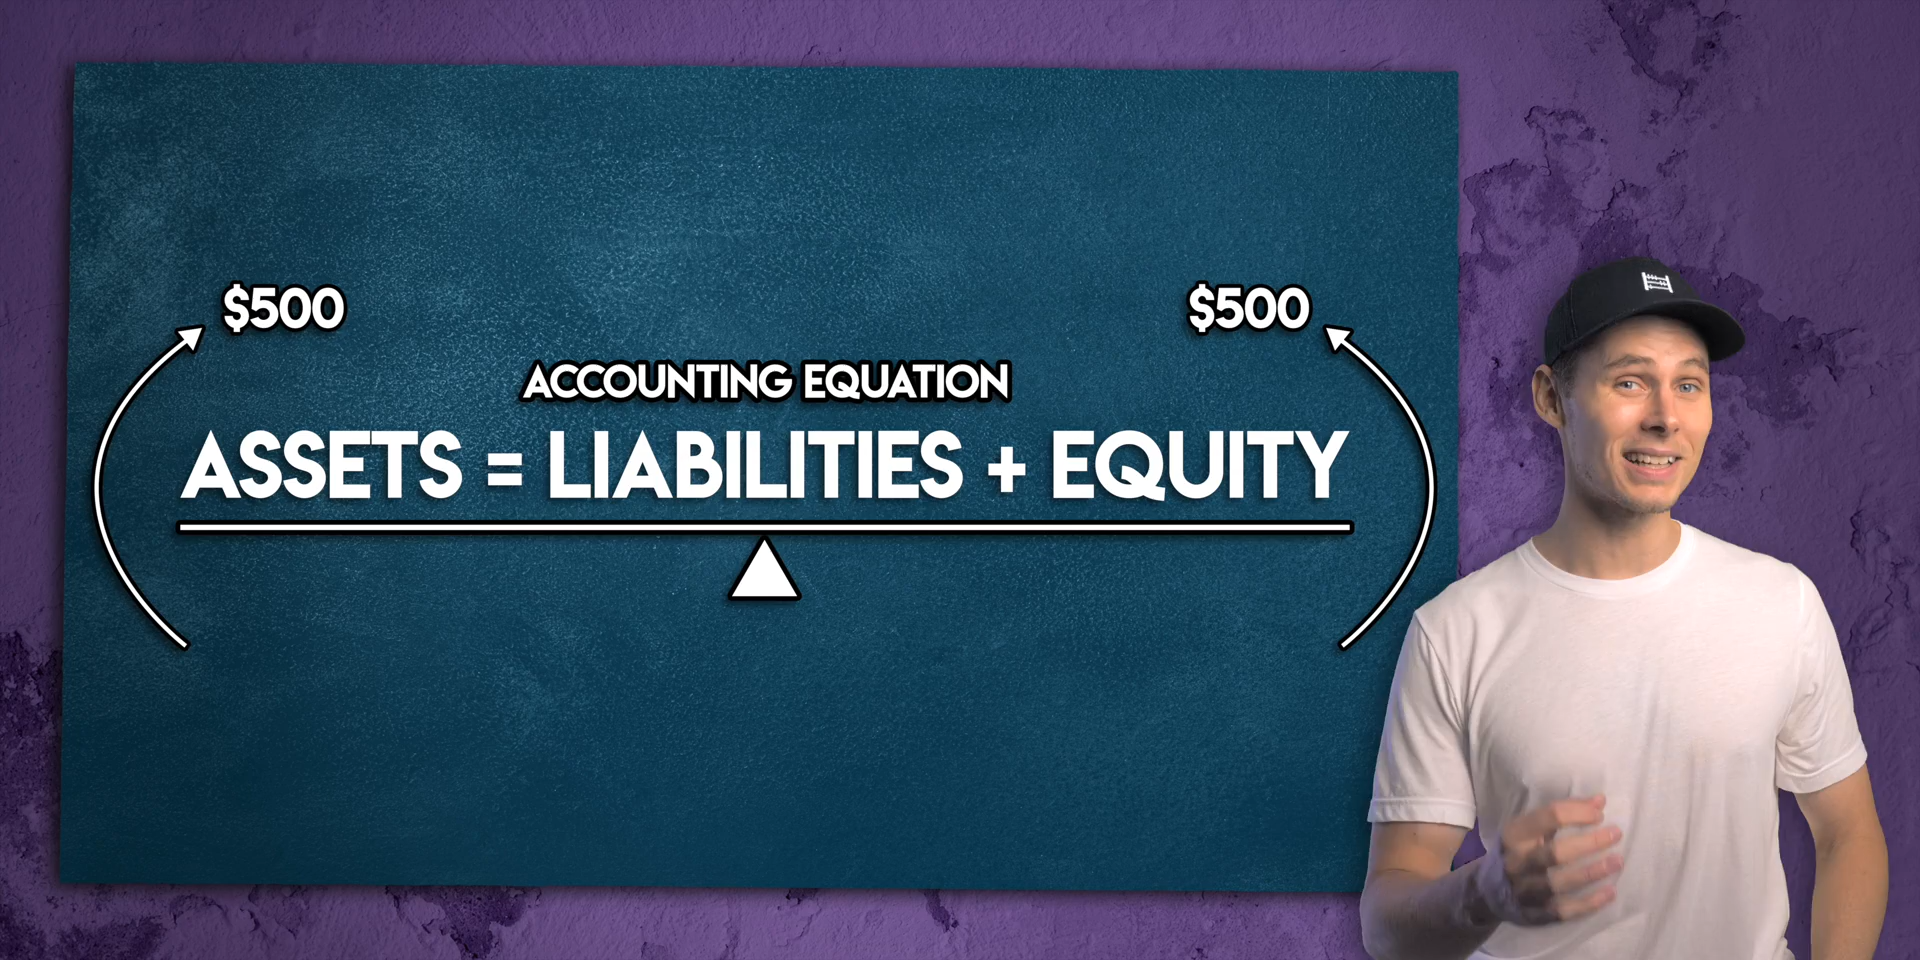 $500
$500
ACCOUNTING EQUATION
ASSETS = LIABILITIES + EQUITY